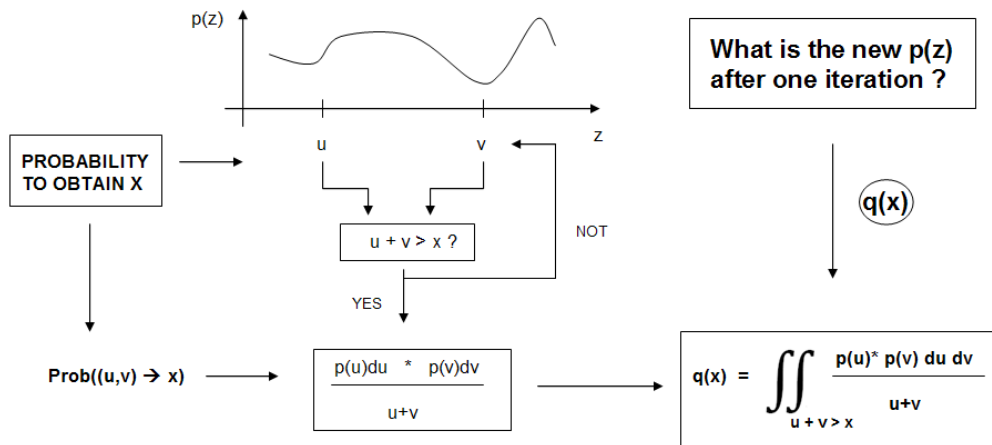 p(z)
What is the new p(z)
after one iteration ?
u
v
z
PROBABILITY
TO OBTAIN X
q(x)
u + v > x ?
NOT
YES
Prob((u,v) → x)
p(u)du * p(v)dv
u+v
q(x) = ∬ p(u)* p(v) du dv
u+v
u + v > x